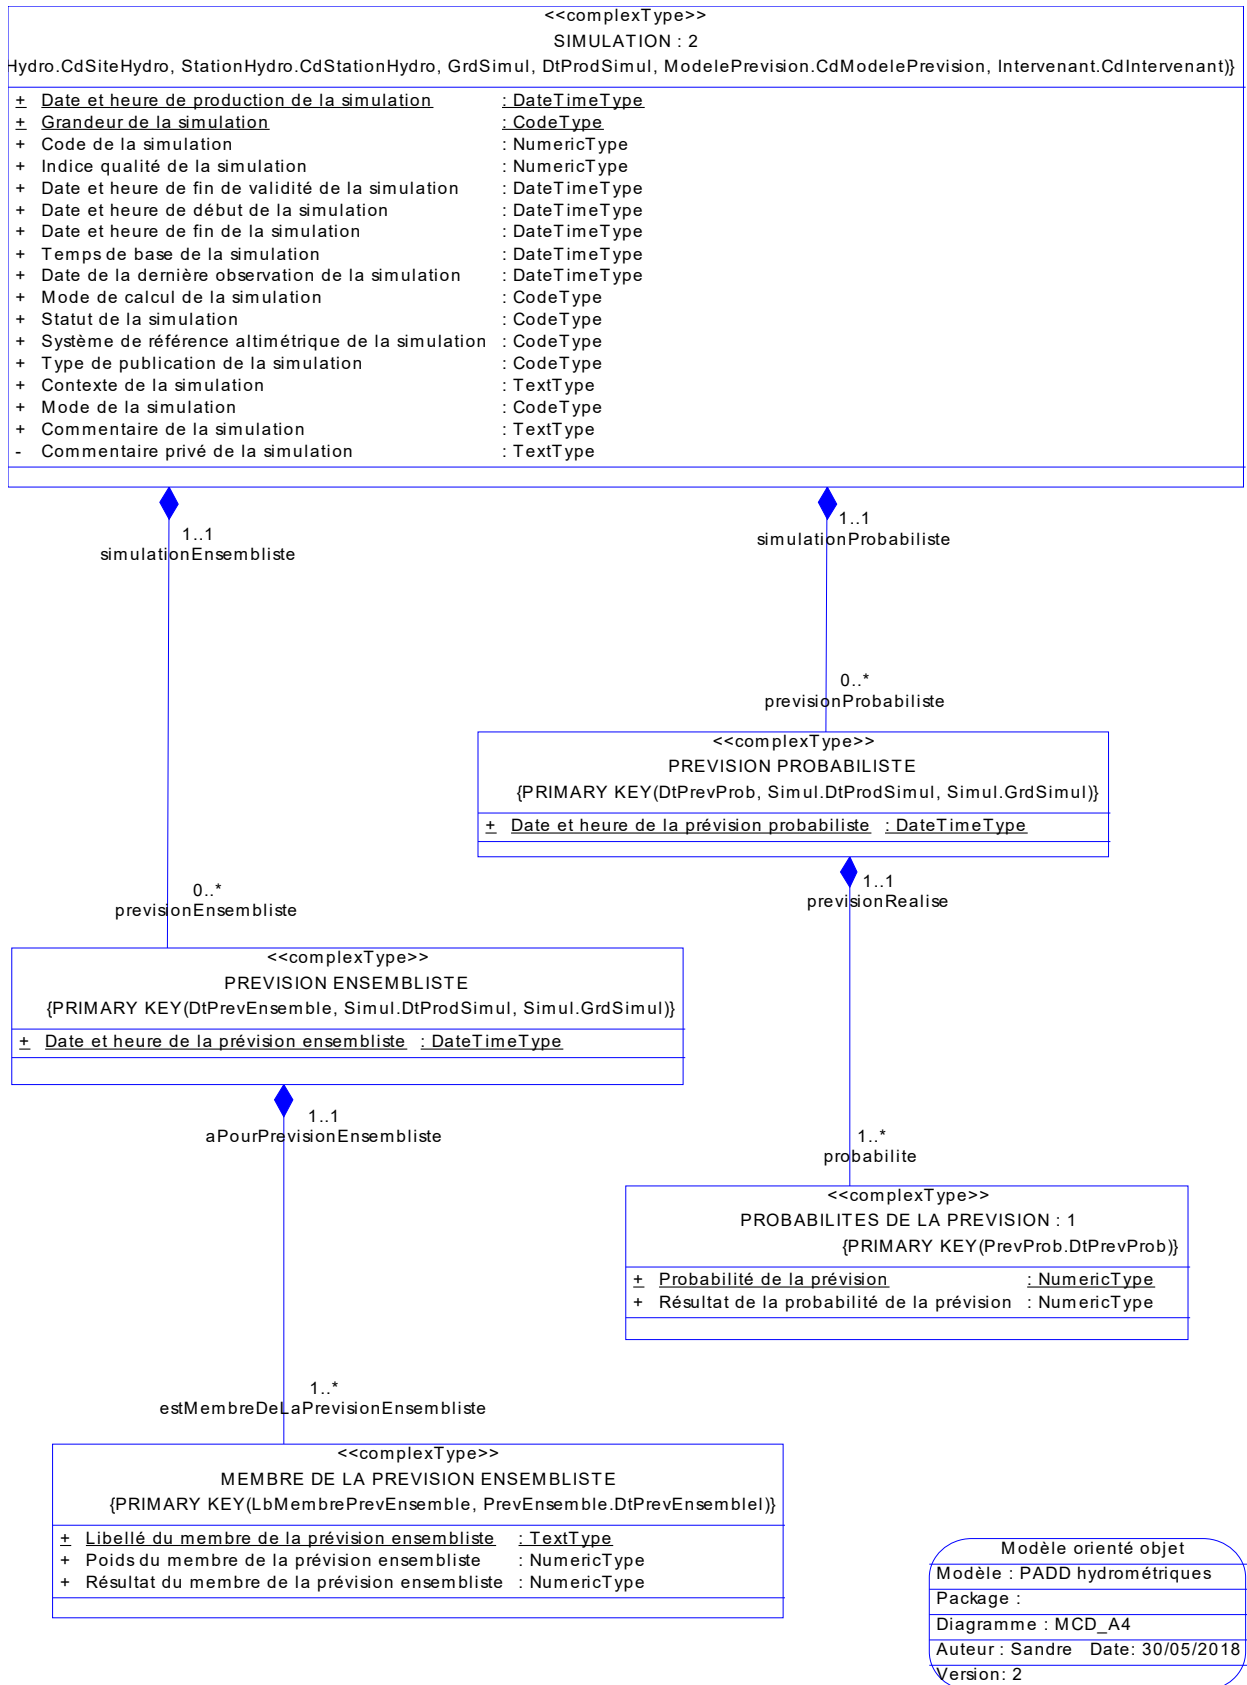 <<complexType>>
SIMULATION : 2
Hydro.CdSiteHydro, StationHydro.CdStationHydro, GrdSimul, DtProdSimul, ModelePrevision.CdModelePrevision, Intervenant.CdIntervenant)}
+ Date et heure de production de la simulation : DateTimeType
+ Grandeur de la simulation : CodeType
+ Code de la simulation : NumericType
+ Indice qualité de la simulation : NumericType
+ Date et heure de fin de validité de la simulation : DateTimeType
+ Date et heure de début de la simulation : DateTimeType
+ Date et heure de fin de la simulation : DateTimeType
+ Temps de base de la simulation : DateTimeType
+ Date de la dernière observation de la simulation : DateTimeType
+ Mode de calcul de la simulation : CodeType
+ Statut de la simulation : CodeType
+ Système de référence altimétrique de la simulation : CodeType
+ Type de publication de la simulation : CodeType
+ Contexte de la simulation : TextType
+ Mode de la simulation : CodeType
+ Commentaire de la simulation : TextType
- Commentaire privé de la simulation : TextType
1..1
simulationEnsembliste
1..1
simulationProbabiliste
0..*
previsionProbabiliste
<<complexType>>
PREVISION PROBABILISTE
{PRIMARY KEY(DtPrevProb, Simul.DtProdSimul, Simul.GrdSimul)}
+ Date et heure de la prévision probabiliste : DateTimeType
1..1
previsionRealise
0..*
previsionEnsembliste
<<complexType>>
PREVISION ENSEMBLISTE
{PRIMARY KEY(DtPrevEnsemble, Simul.DtProdSimul, Simul.GrdSimul)}
+ Date et heure de la prévision ensembliste : DateTimeType
1..1
aPourPrevisionEnsembliste
1..*
probabilite
<<complexType>>
PROBABILITES DE LA PREVISION : 1
{PRIMARY KEY(PrevProb.DtPrevProb)}
+ Probabilité de la prévision : NumericType
+ Résultat de la probabilité de la prévision : NumericType
1..*
estMembreDeLaPrevisionEnsembliste
<<complexType>>
MEMBRE DE LA PREVISION ENSEMBLISTE
{PRIMARY KEY(LbMembrePrevEnsemble, PrevEnsemble.DtPrevEnsemblel)}
+ Libellé du membre de la prévision ensembliste : TextType
+ Poids du membre de la prévision ensembliste : NumericType
+ Résultat du membre de la prévision ensembliste : NumericType
Modèle orienté objet
Modèle : PADD hydrométriques
Package :
Diagramme : MCD_A4
Auteur : Sandre Date: 30/05/2018
Version: 2